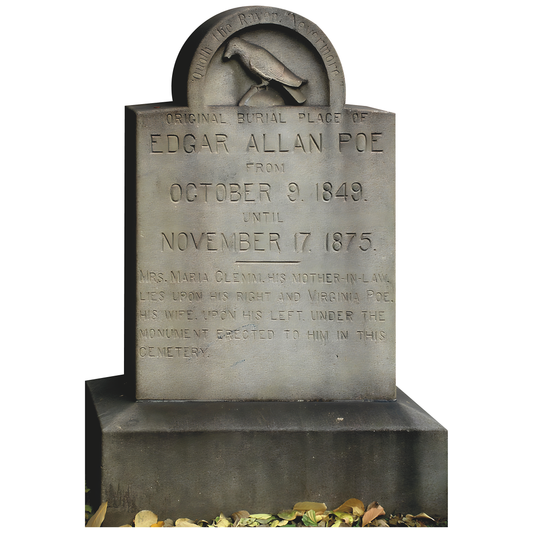 "Quoth the Raven, Nevermore."
ORIGINAL BURIAL PLACE OF
EDGAR ALLAN POE
FROM
OCTOBER 9. 1849.
UNTIL
NOVEMBER 17. 1875.
MRS. MARIA CLEMM, HIS MOTHER-IN-LAW,
LIES UPON HIS RIGHT AND VIRGINIA POE,
HIS WIFE, UPON HIS LEFT, UNDER THE
MONUMENT ERECTED TO HIM IN THIS
CEMETERY.